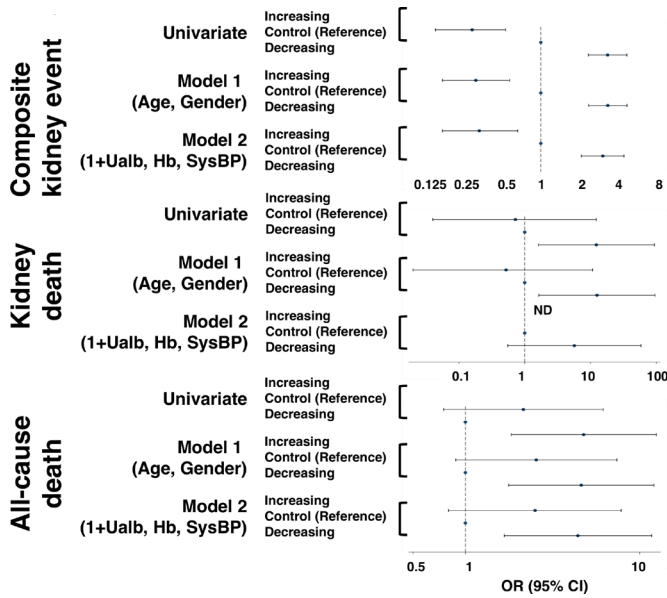 Composite
kidney event
Univariate
Increasing
Control (Reference)
Decreasing
Model 1
(Age, Gender)
Increasing
Control (Reference)
Decreasing
Model 2
(1+Ualb, Hb, SysBP)
Increasing
Control (Reference)
Decreasing
0.125 0.25 0.5 1 2 4 8
Kidney
death
Univariate
Increasing
Control (Reference)
Decreasing
Model 1
(Age, Gender)
Increasing
Control (Reference)
Decreasing
ND
Model 2
(1+Ualb, Hb, SysBP)
Increasing
Control (Reference)
Decreasing
0.1 1 10 100
All-cause
death
Univariate
Increasing
Control (Reference)
Decreasing
Model 1
(Age, Gender)
Increasing
Control (Reference)
Decreasing
Model 2
(1+Ualb, Hb, SysBP)
Increasing
Control (Reference)
Decreasing
0.5 1 10
OR (95% CI)